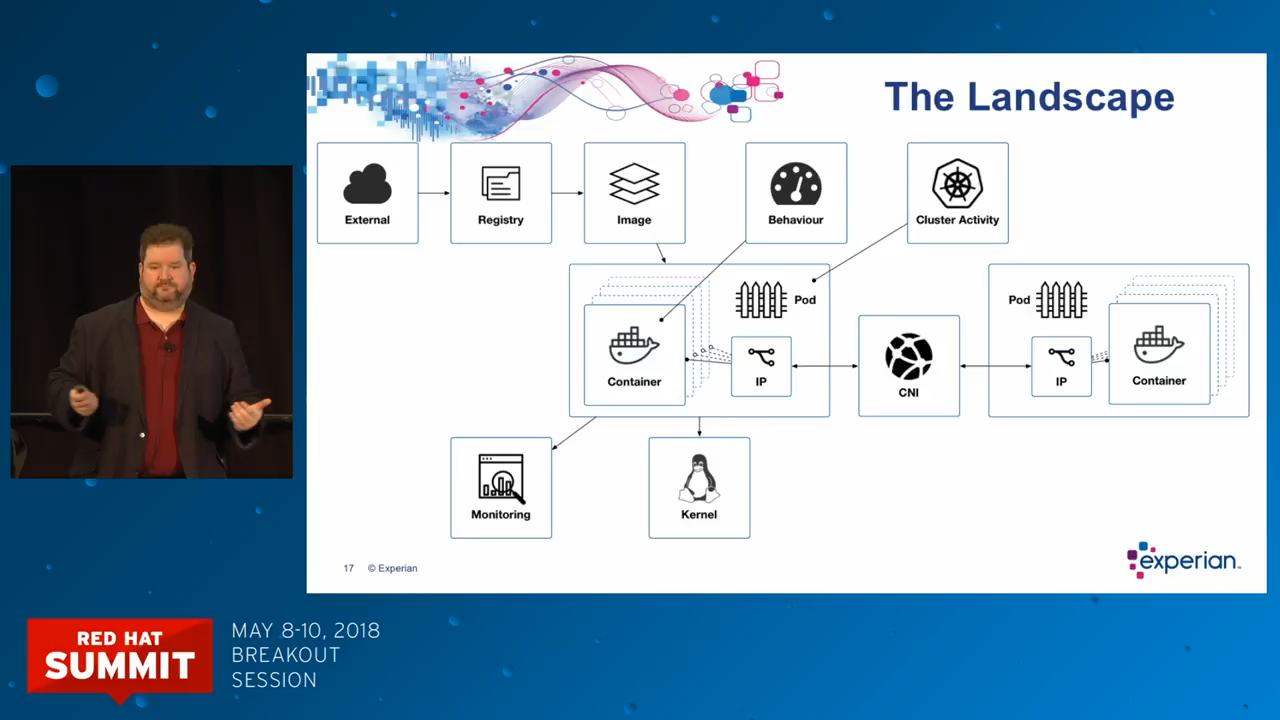 The Landscape
External
Registry
Image
Behaviour
Cluster Activity
Pod
Container
IP
CNI
Pod
IP
Container
Monitoring
Kernel
17 © Experian
experian™
RED HAT
SUMMIT
MAY 8-10, 2018
BREAKOUT
SESSION